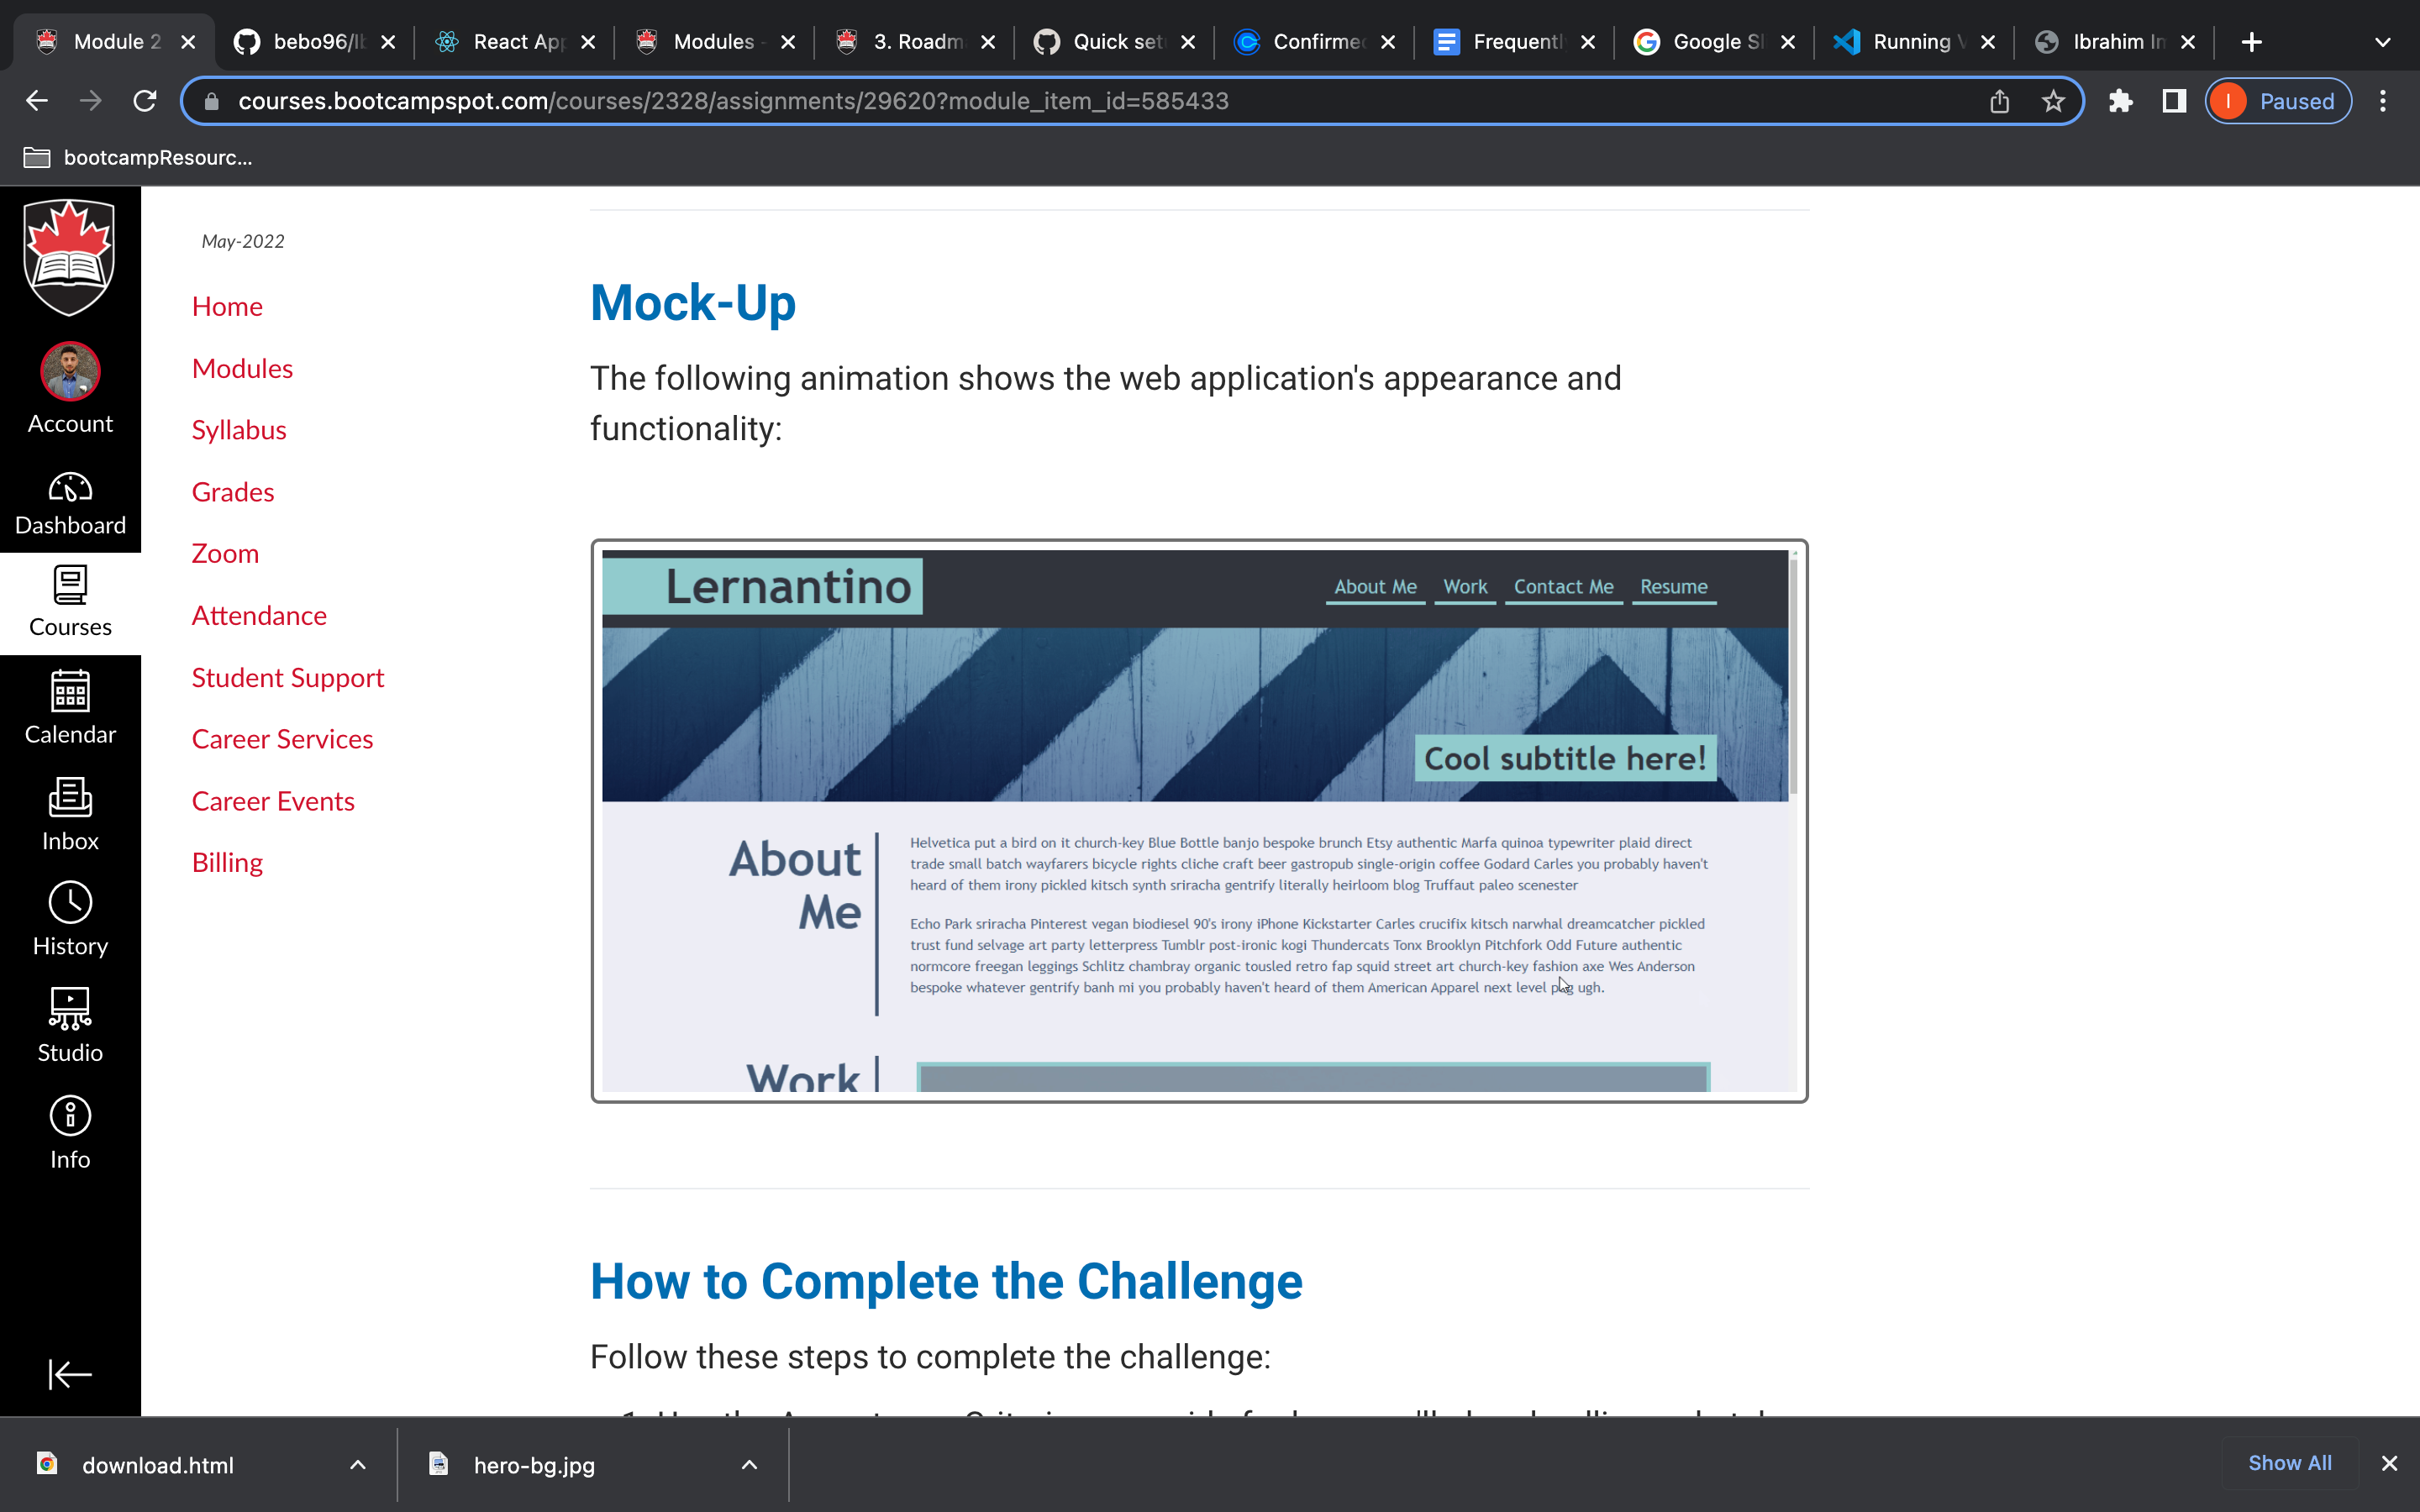 Module 2
bebo96/Ib
React App
Modules -
3. Roadm
Quick set
Confirmed
Frequentl
Google Sl
Running V
Ibrahim In
courses.bootcampspot.com/courses/2328/assignments/29620?module_item_id=585433
I
Paused
bootcampResourc...
Account
Dashboard
Courses
Calendar
Inbox
History
Studio
Info
May-2022
Home
Modules
Syllabus
Grades
Zoom
Attendance
Student Support
Career Services
Career Events
Billing
Mock-Up
The following animation shows the web application's appearance and
functionality:
Lernantino
About Me Work Contact Me Resume
Cool subtitle here!
About
Me
Helvetica put a bird on it church-key Blue Bottle banjo bespoke brunch Etsy authentic Marfa quinoa typewriter plaid direct
trade small batch wayfarers bicycle rights cliche craft beer gastropub single-origin coffee Godard Carles you probably haven't
heard of them irony pickled kitsch synth sriracha gentrify literally heirloom blog Truffaut paleo scenester
Echo Park sriracha Pinterest vegan biodiesel 90's irony iPhone Kickstarter Carles crucifix kitsch narwhal dreamcatcher pickled
trust fund selvage art party letterpress Tumblr post-ironic kogi Thundercats Tonx Brooklyn Pitchfork Odd Future authentic
normcore freegan leggings Schlitz chambray organic tousled retro fap squid street art church-key fashion axe Wes Anderson
bespoke whatever gentrify banh mi you probably haven't heard of them American Apparel next level pug ugh.
Work
How to Complete the Challenge
Follow these steps to complete the challenge:
download.html
hero-bg.jpg
Show All